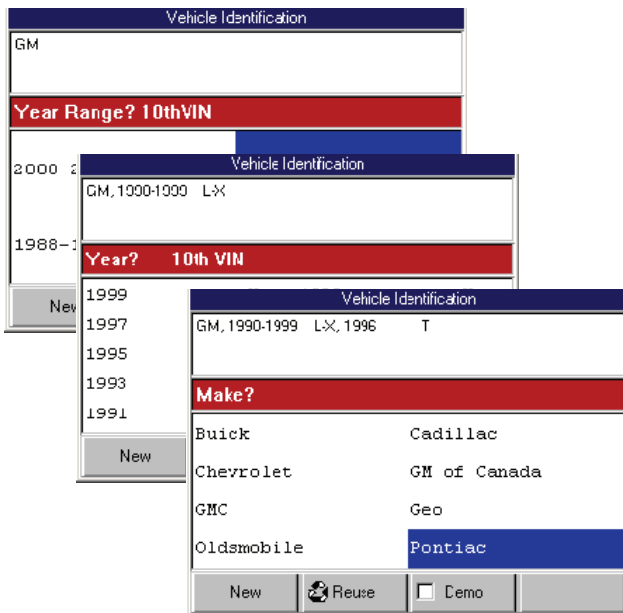 Vehicle Identification
GM
Year Range? 10thVIN
2000
1988-1
New
Vehicle Identification
GM, 1990-1999 L-X
Year? 10th VIN
1999
1997
1995
1993
1991
New
Vehicle Identification
GM, 1990-1999 L-X, 1996 T
Make?
Buick Cadillac
Chevrolet GM of Canada
GMC Geo
Oldsmobile Pontiac
New Reuse Demo